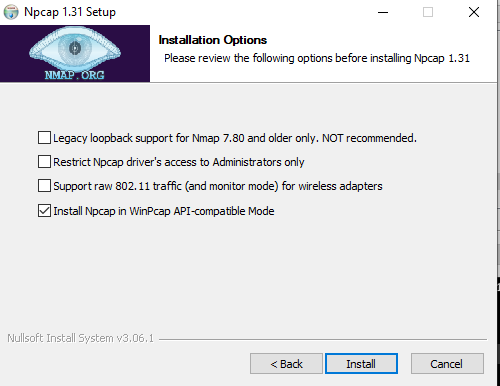 Npcap 1.31 Setup
NMAP.ORG
Installation Options
Please review the following options before installing Npcap 1.31
Legacy loopback support for Nmap 7.80 and older only. NOT recommended.
Restrict Npcap driver's access to Administrators only
Support raw 802.11 traffic (and monitor mode) for wireless adapters
Install Npcap in WinPcap API-compatible Mode
Nullsoft Install System v3.06.1
< Back
Install
Cancel